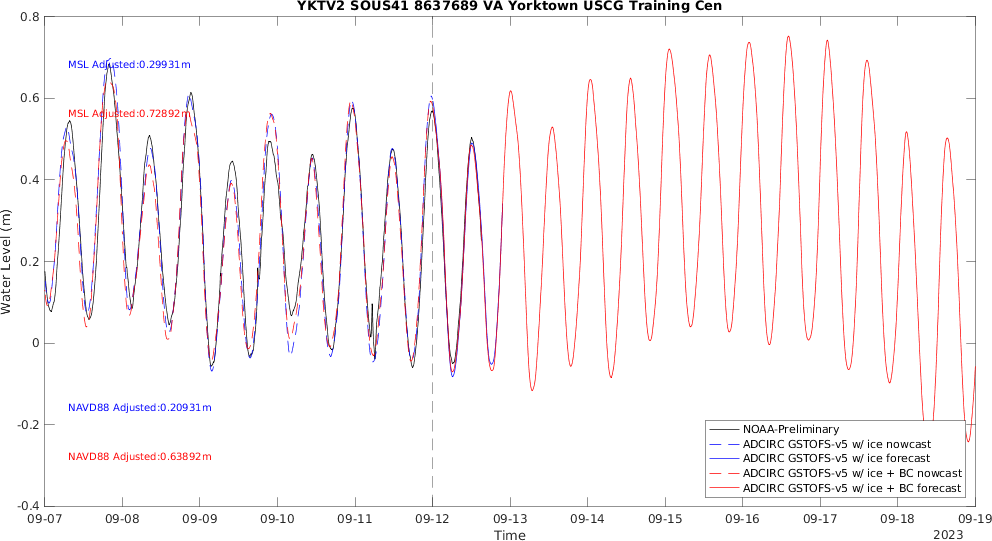 YKTV2 SOUS41 8637689 VA Yorktown USCG Training Cen
0.8
0.6
0.4
0.2
0
-0.2
-0.4
Water Level (m)
MSL Adjusted:0.29931m
MSL Adjusted:0.72892m
NAVD88 Adjusted:0.20931m
NAVD88 Adjusted:0.63892m
NOAA-Preliminary
ADCIRC GSTOFS-v5 w/ ice nowcast
ADCIRC GSTOFS-v5 w/ ice forecast
ADCIRC GSTOFS-v5 w/ ice + BC nowcast
ADCIRC GSTOFS-v5 w/ ice + BC forecast
09-07 09-08 09-09 09-10 09-11 09-12 09-13 09-14 09-15 09-16 09-17 09-18 09-19
Time
2023